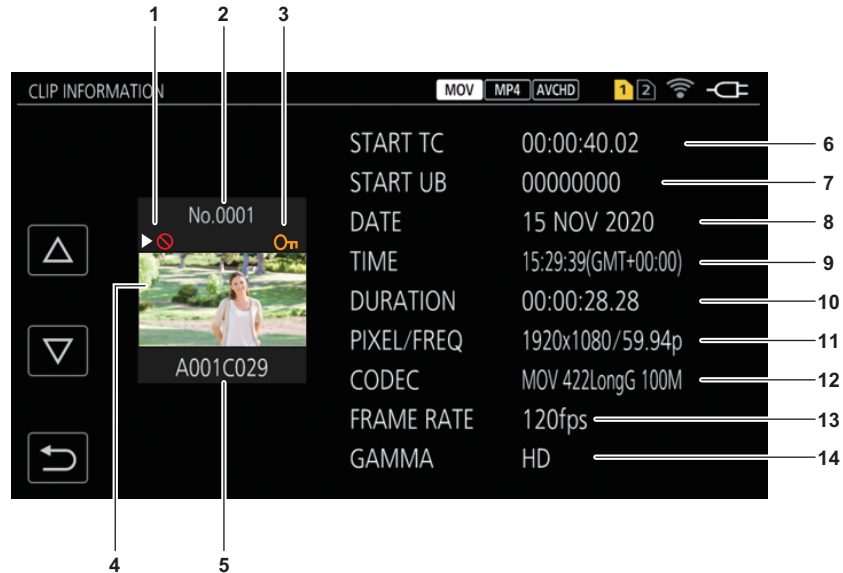 1 2 3
CLIP INFORMATION MOV MP4 AVCHD 1 2
START TC 00:00:40.02 6
START UB 00000000 7
No.0001 DATE 15 NOV 2020 8
TIME 15:29:39(GMT+00:00) 9
4 DURATION 00:00:28.28 10
PIXEL/FREQ 1920x1080/59.94p 11
A001C029 CODEC MOV 422LongG 100M 12
FRAME RATE 120fps 13
GAMMA HD 14
4 5